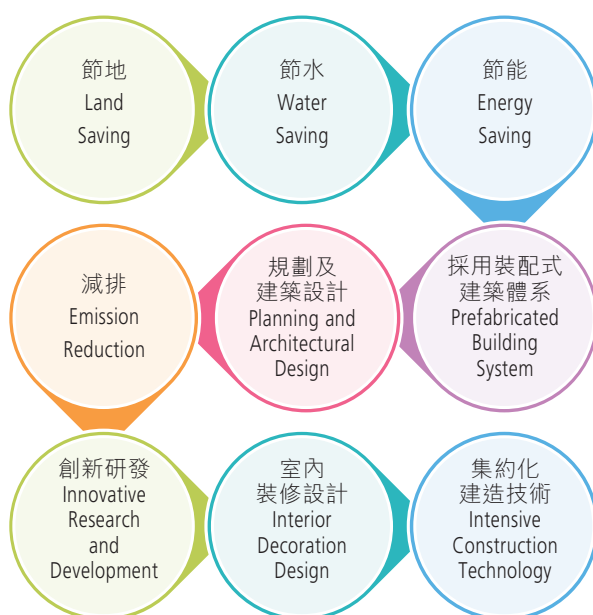 節地
Land
Saving
節水
Water
Saving
節能
Energy
Saving
採用裝配式
建築體系
Prefabricated
Building
System
規劃及
建築設計
Planning and
Architectural
Design
減排
Emission
Reduction
創新研發
Innovative
Research
and
Development
室內
裝修設計
Interior
Decoration
Design
集約化
建造技術
Intensive
Construction
Technology